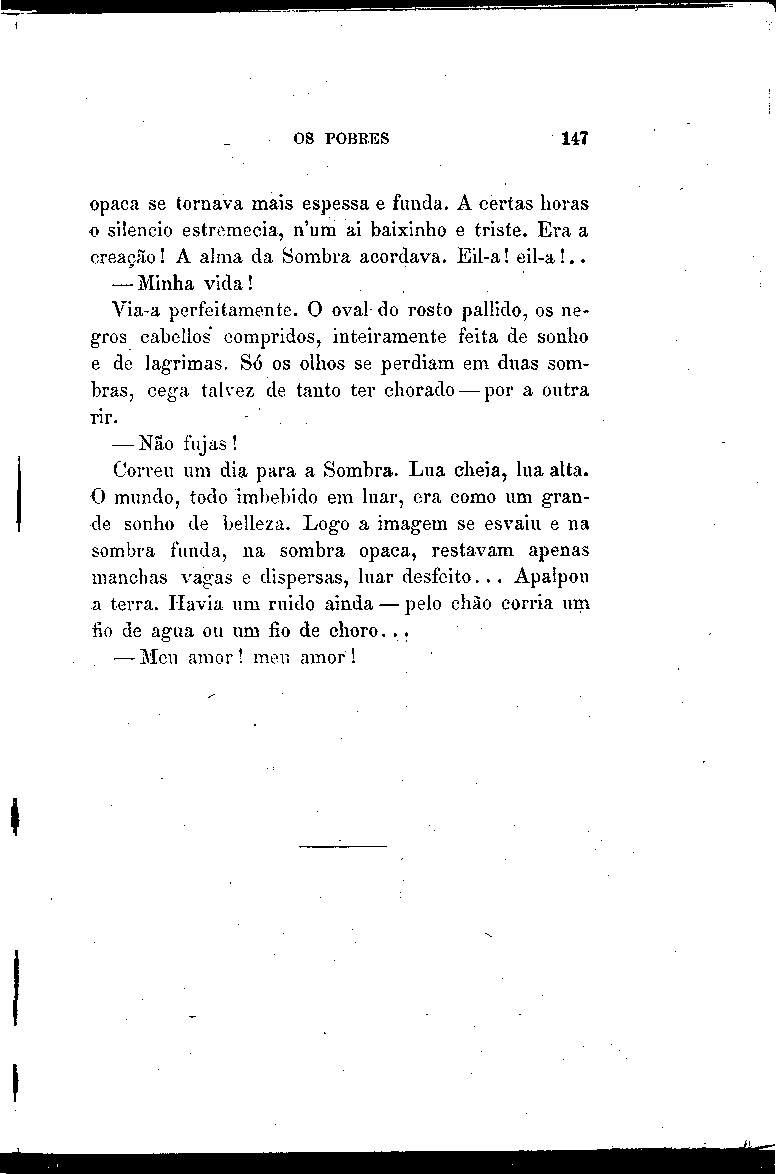 OS POBRES 147
opaca se tornava mais espessa e funda. A certas horas
o silencio estremecia, n'um ai baixinho e triste. Era a
creação! A alma da Sombra acordava. Eil-a! eil-a!..
— Minha vida!
Via-a perfeitamente. O oval do rosto pallido, os ne-
gros cabellos compridos, inteiramente feita de sonho
e de lagrimas. Só os olhos se perdiam em duas som-
bras, cega talvez de tanto ter chorado — por a outra
rir.
— Não fujas!
Correu um dia para a Sombra. Lua cheia, lua alta.
O mundo, todo imbebido em luar, era como um gran-
de sonho de belleza. Logo a imagem se esvaiu e na
sombra funda, na sombra opaca, restavam apenas
manchas vagas e dispersas, luar desfeito... Apalpou
a terra. Havia um ruido ainda — pelo chão corria um
fio de agua ou um fio de choro...
— Meu amor! meu amor!